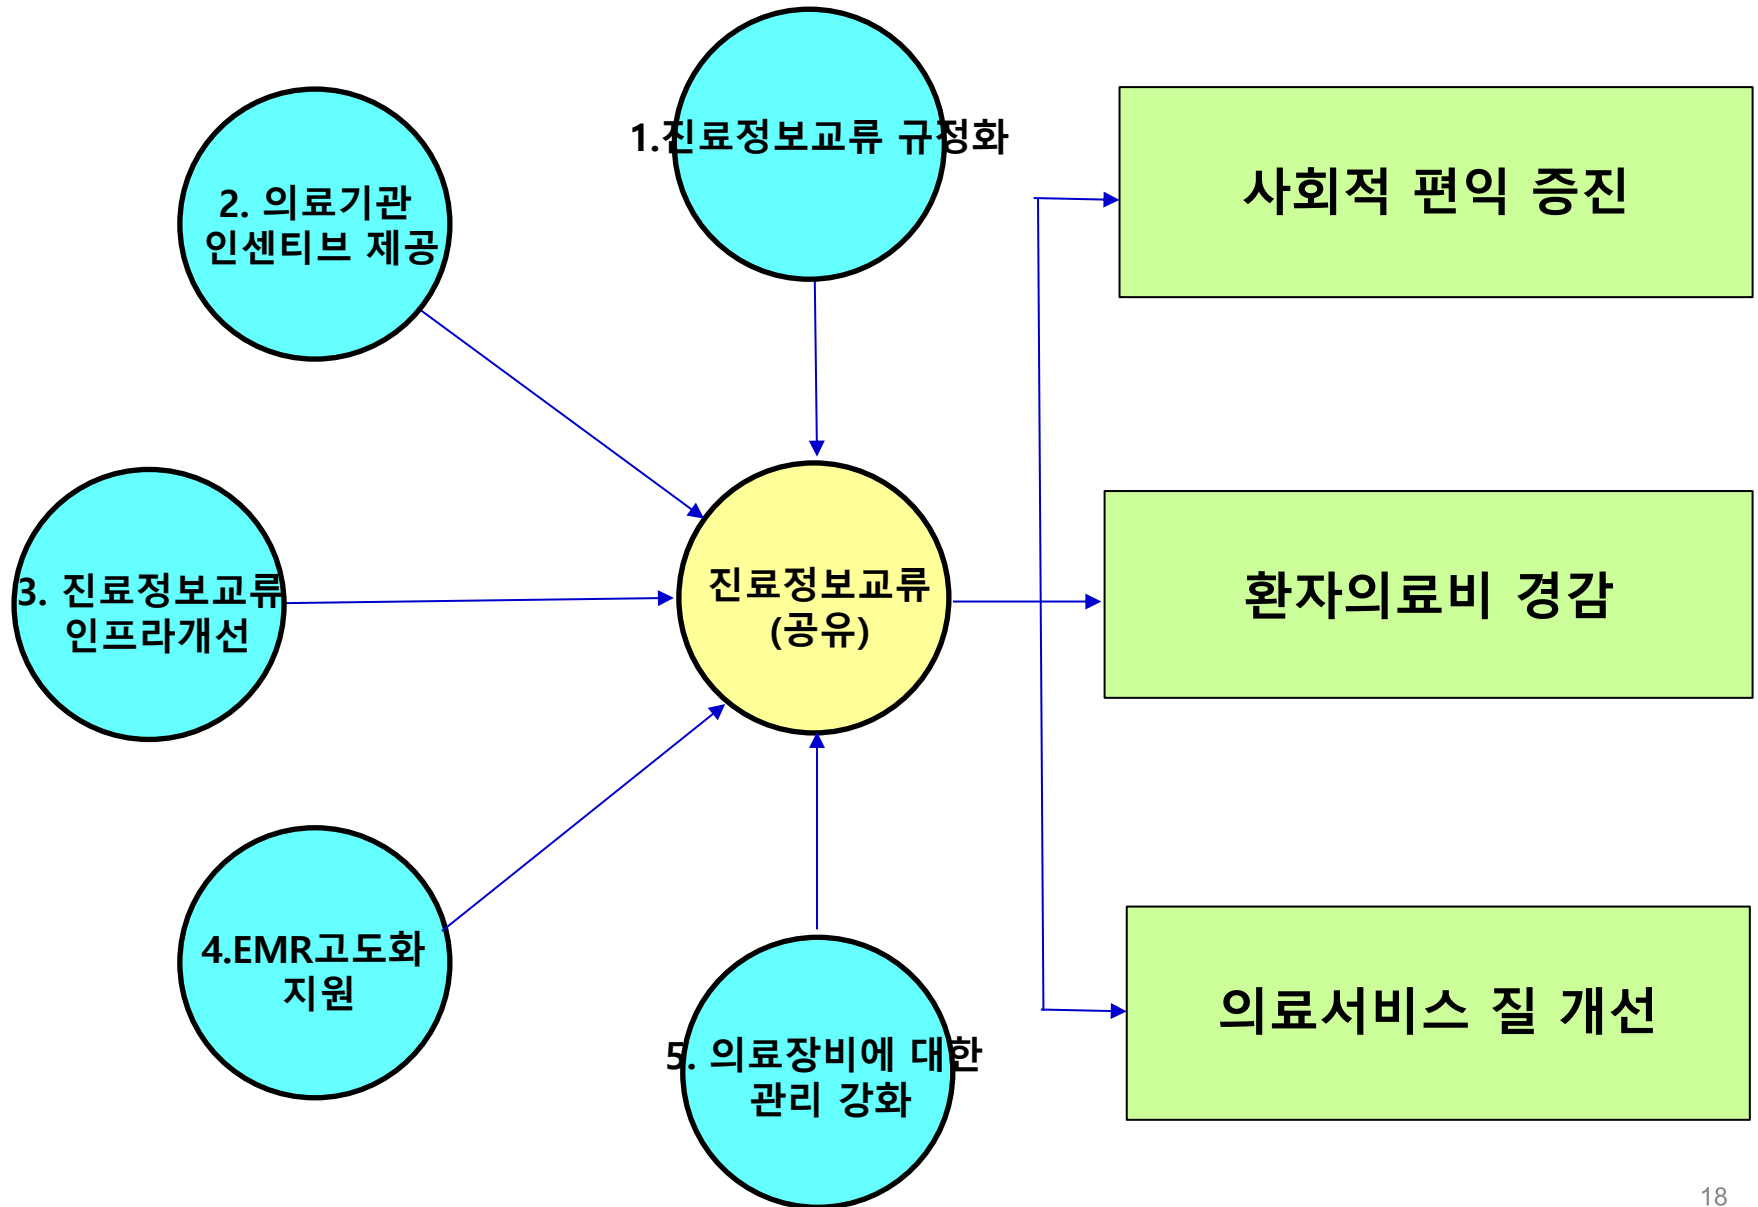 1.진료정보교류 규정화
2. 의료기관
인센티브 제공
3. 진료정보교류
인프라개선
4.EMR고도화
지원
5. 의료장비에 대한
관리 강화
진료정보교류
(공유)
사회적 편익 증진
환자의료비 경감
의료서비스 질 개선
18